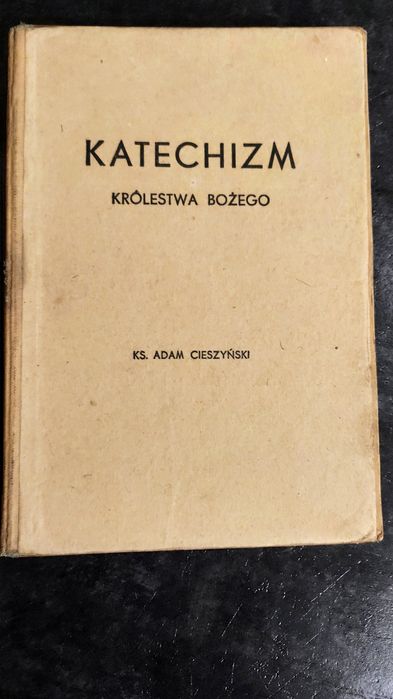 KATECHIZM
KRÓLESTWA BOŻEGO
KS. ADAM CIESZYŃSKI